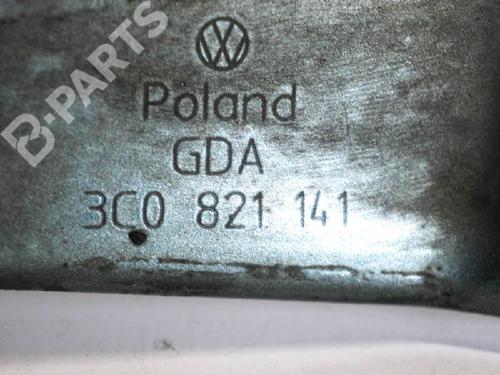 B-PARTS
Poland
GDA
3C0 821 141